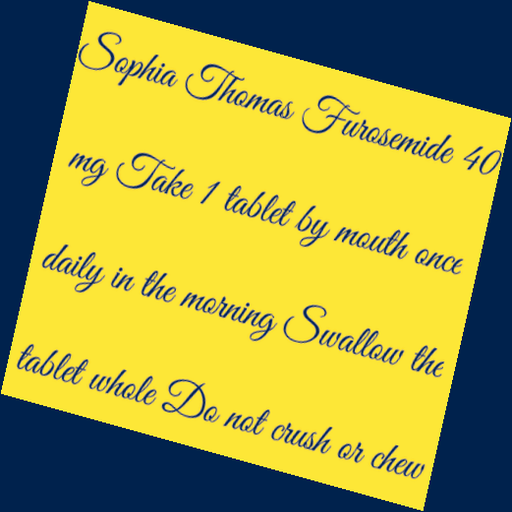 Sophia Thomas Furosemide 40
mg Take 1 tablet by mouth once
daily in the morning Swallow the
tablet whole Do not crush or chew